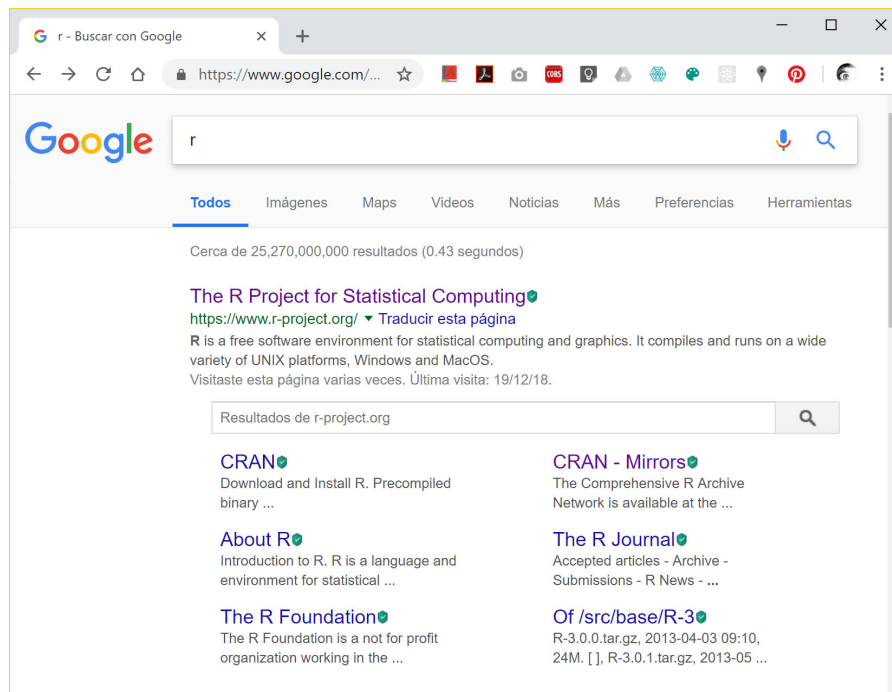 r - Buscar con Google
https://www.google.com/...
CORS
Google
r
Todos Imágenes Maps Videos Noticias Más Preferencias Herramientas
Cerca de 25,270,000,000 resultados (0.43 segundos)
The R Project for Statistical Computing
https://www.r-project.org/ Traducir esta página
R is a free software environment for statistical computing and graphics. It compiles and runs on a wide
variety of UNIX platforms, Windows and MacOS.
Visitaste esta página varias veces. Última visita: 19/12/18.
Resultados de r-project.org
CRAN
Download and Install R. Precompiled
binary ...
CRAN - Mirrors
The Comprehensive R Archive
Network is available at the ...
About R
Introduction to R. R is a language and
environment for statistical ...
The R Journal
Accepted articles - Archive -
Submissions - R News - ...
The R Foundation
The R Foundation is a not for profit
organization working in the ...
Of /src/base/R-3
R-3.0.0.tar.gz, 2013-04-03 09:10,
24M. [ ], R-3.0.1.tar.gz, 2013-05 ...